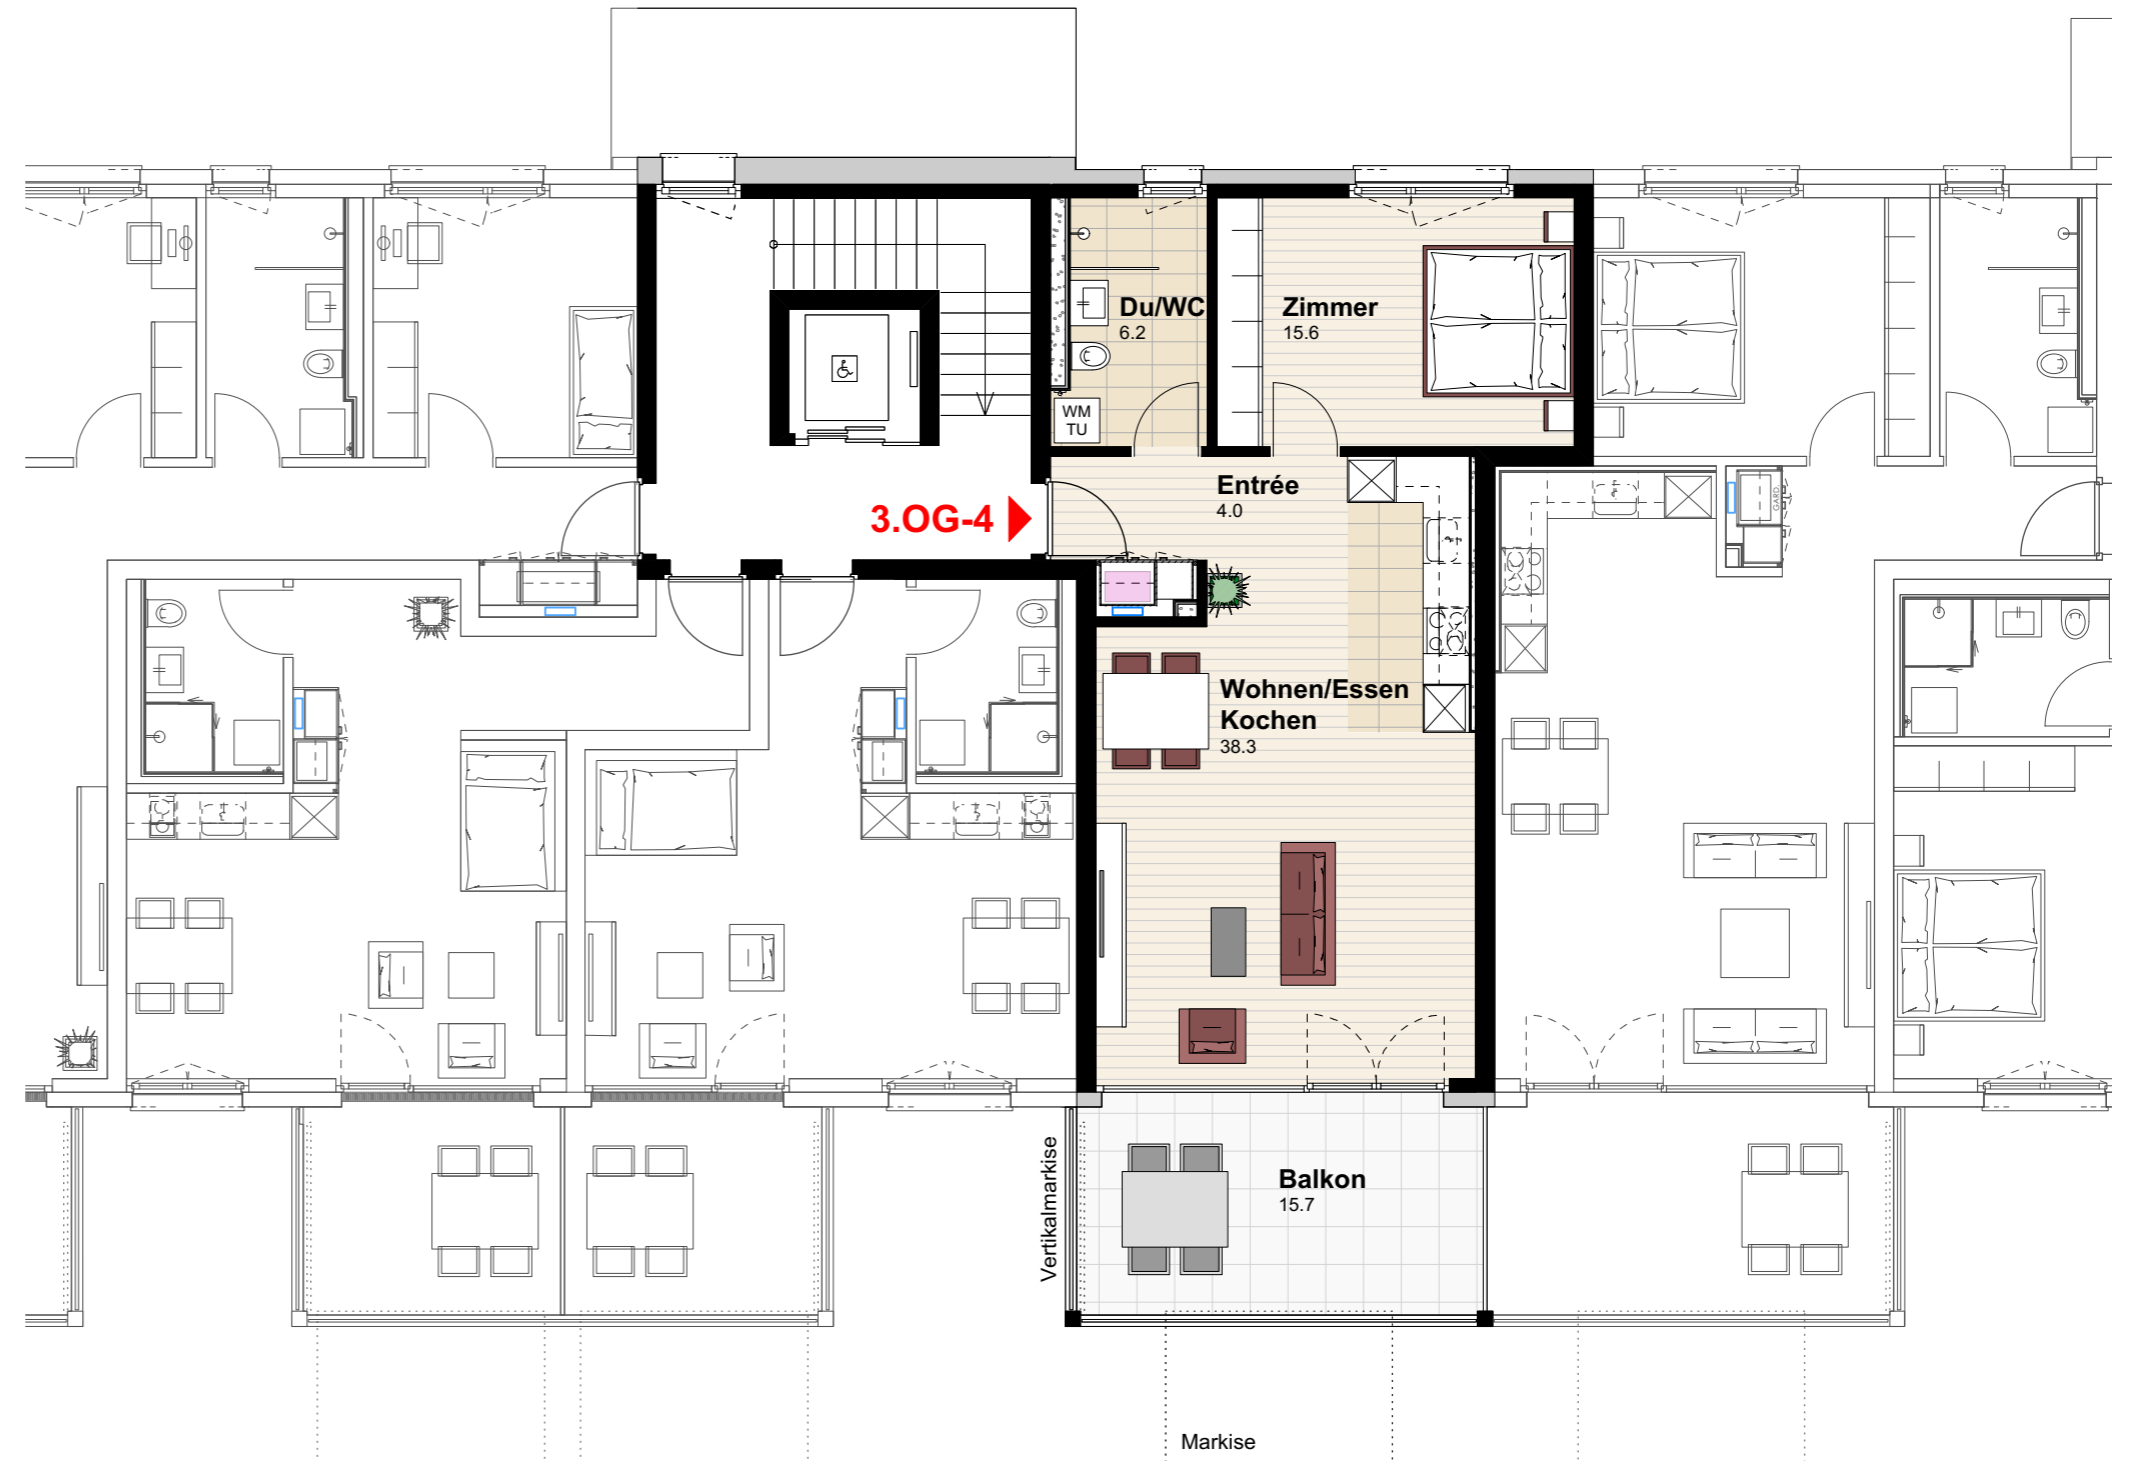 Du/WC
6.2
Zimmer
15.6
WM
TU
Entrée
4.0
3.OG-4
GARD.
Wohnen/Essen
Kochen
38.3
Vertikalmarkise
Balkon
15.7
Markise